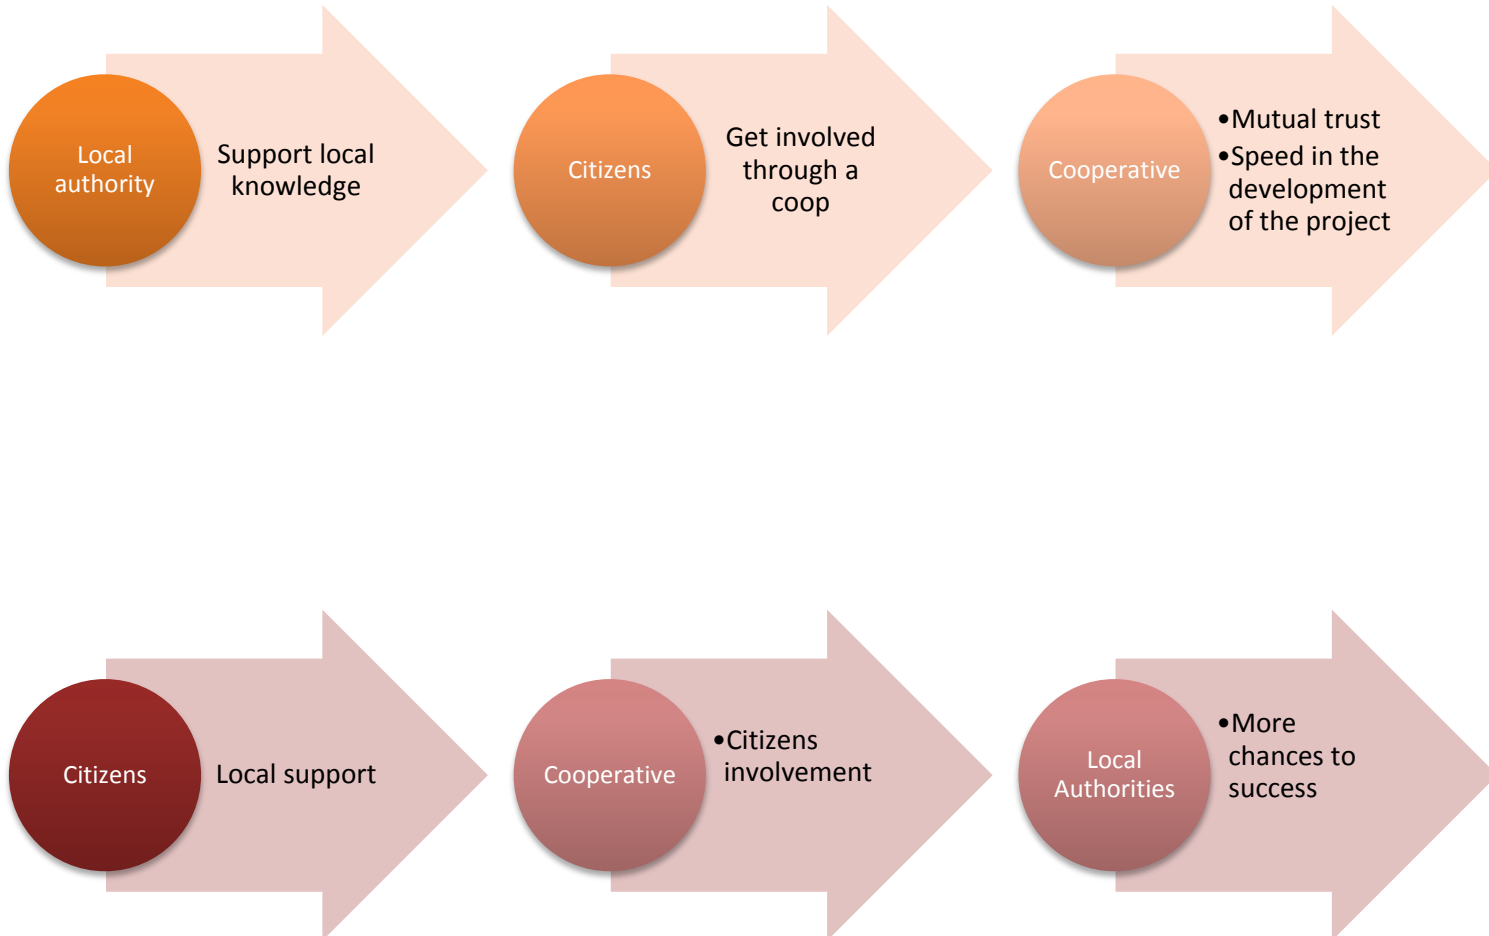 Local
authority
Support local
knowledge
Citizens
Get involved
through a
coop
Cooperative
•Mutual trust
•Speed in the
development
of the project
Citizens
Local support
Cooperative
•Citizens
involvement
Local
Authorities
•More
chances to
success